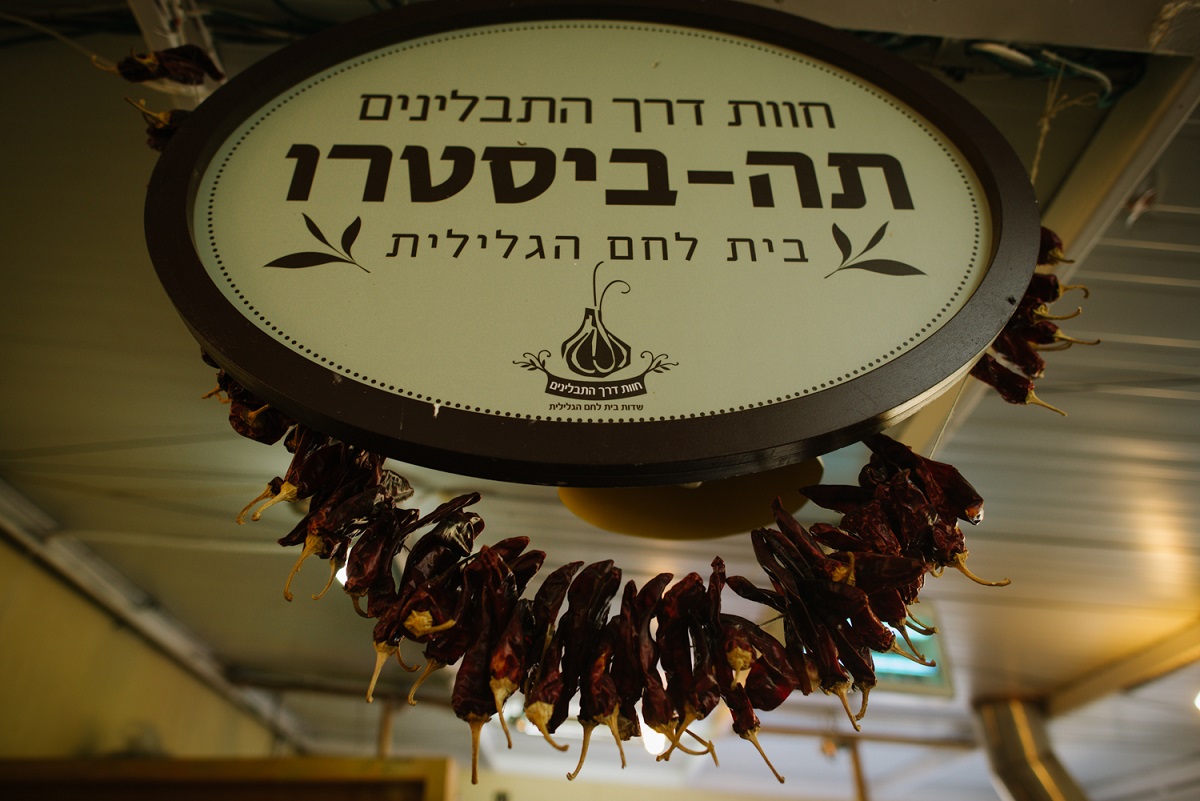 חוות דרך התבלינים
תה-ביסטרו
בית לחם הגלילית
חוות דרך התבלינים
שדות בית לחם הגלילית